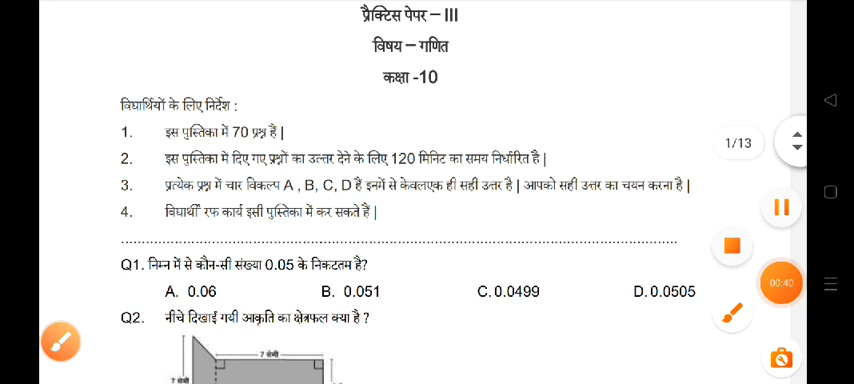 प्रैक्टिस पेपर – III
विषय – गणित
कक्षा -10
विद्यार्थियों के लिए निर्देश :
1. इस पुस्तिका में 70 प्रश्न हैं |
2. इस पुस्तिका में दिए गए प्रश्नों का उत्तर देने के लिए 120 मिनिट का समय निर्धारित है |
3. प्रत्येक प्रश्न में चार विकल्प A , B, C, D हैं इनमें से केवलएक ही सही उत्तर है | आपको सही उत्तर का चयन करना है |
4. विद्यार्थी रफ कार्य इसी पुस्तिका में कर सकते हैं |
Q1. निम्न में से कौन-सी संख्या 0.05 के निकटतम है?
A. 0.06 B. 0.051 C. 0.0499 D. 0.0505
Q2. नीचे दिखाई गयी आकृति का क्षेत्रफल क्या है ?
7 सेमी
7 सेमी
1/13
00:40